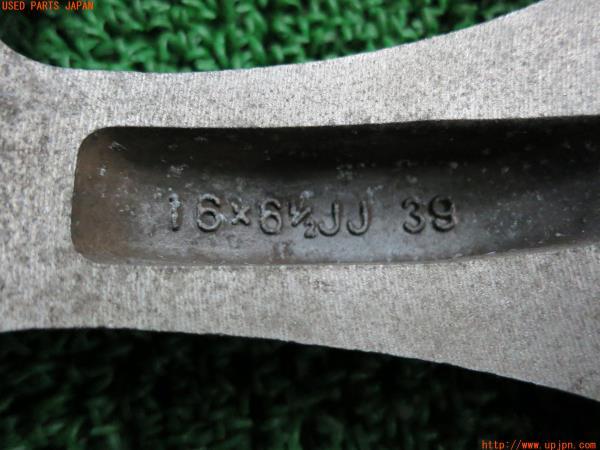 USED PARTS JAPAN
16×6½JJ 39
http://www.upjpn.com